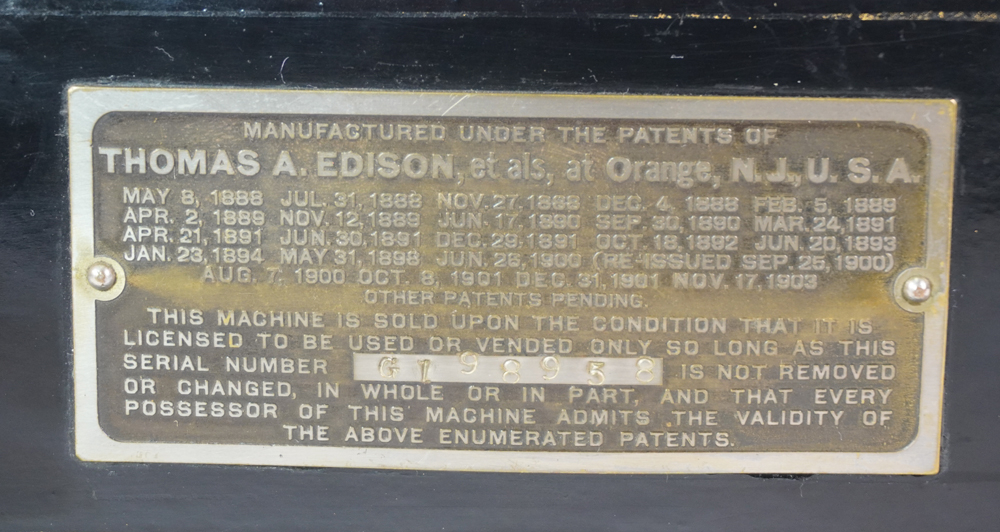 MANUFACTURED UNDER THE PATENTS OF
THOMAS A. EDISON, et als, at Orange, N.J., U.S.A.
MAY 8, 1888 JUL. 31, 1888 NOV. 27, 1888 DEC. 4, 1888 FEB. 5, 1889
APR. 2, 1889 NOV. 12, 1889 JUN. 17, 1890 SEP. 30, 1890 MAR. 24, 1891
APR. 21, 1891 JUN. 30, 1891 DEC. 29, 1891 OCT. 18, 1892 JUN. 20, 1893
JAN. 23, 1894 MAY 31, 1898 JUN. 26, 1900 (RE-ISSUED SEP. 25, 1900)
AUG. 7, 1900 OCT. 8, 1901 DEC. 31, 1901 NOV. 17, 1903
OTHER PATENTS PENDING.
THIS MACHINE IS SOLD UPON THE CONDITION THAT IT IS
LICENSED TO BE USED OR VENDED ONLY SO LONG AS THIS
SERIAL NUMBER G198958 IS NOT REMOVED
OR CHANGED, IN WHOLE OR IN PART, AND THAT EVERY
POSSESSOR OF THIS MACHINE ADMITS THE VALIDITY OF
THE ABOVE ENUMERATED PATENTS.